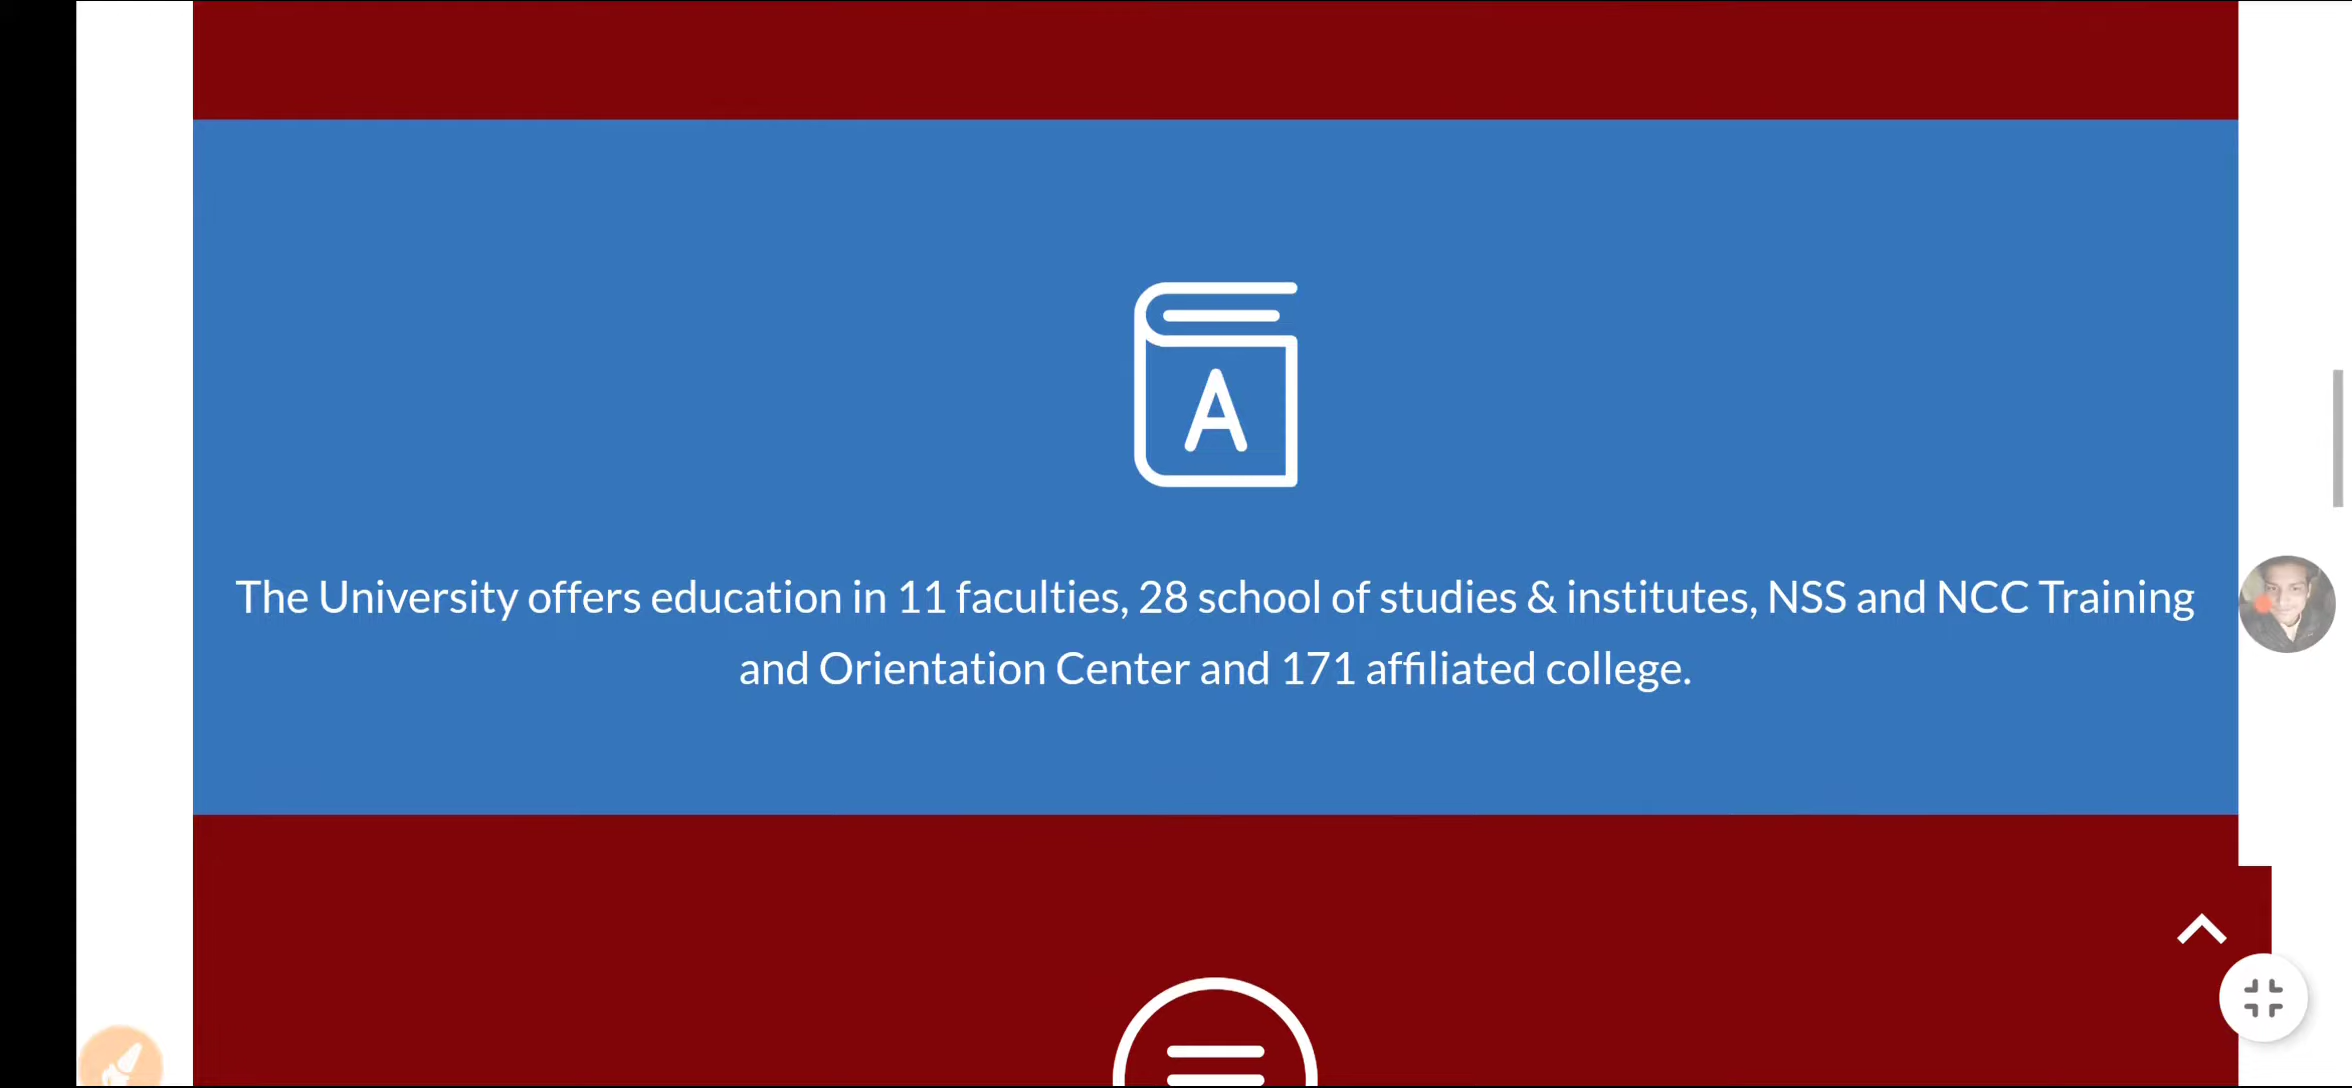 A
The University offers education in 11 faculties, 28 school of studies & institutes, NSS and NCC Training
and Orientation Center and 171 affiliated college.